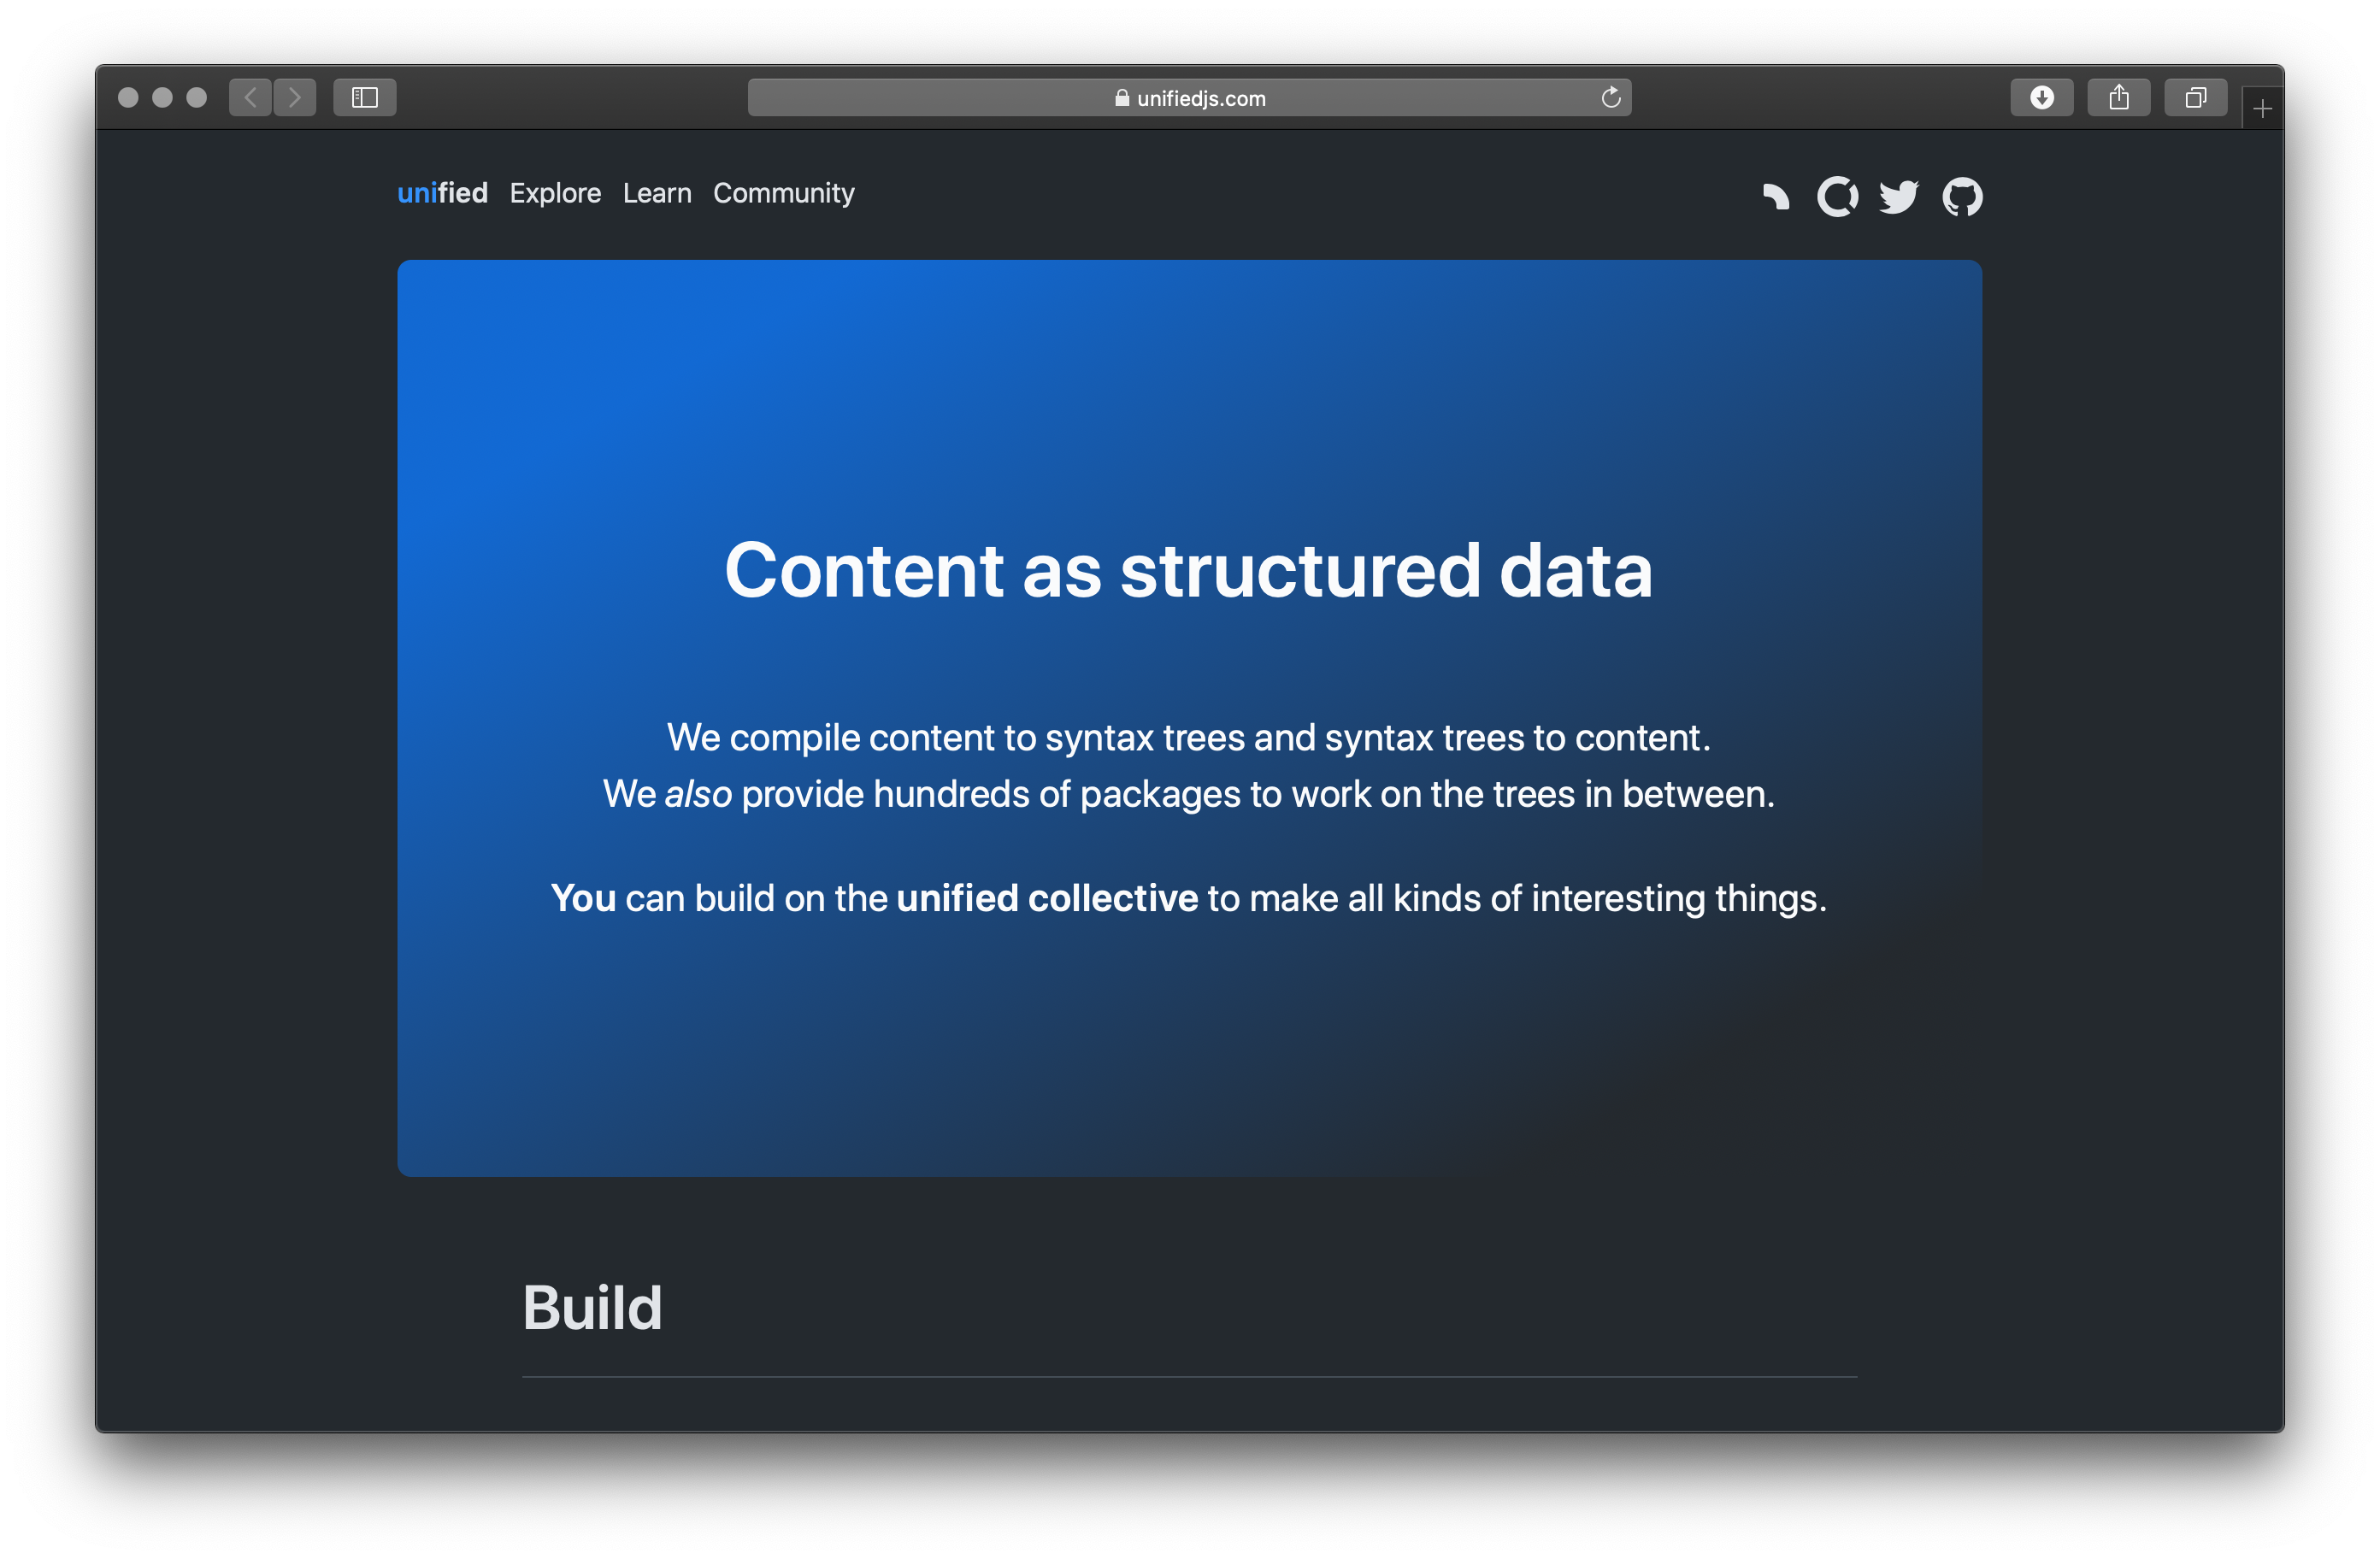 unifiedjs.com
unified Explore Learn Community
Content as structured data
We compile content to syntax trees and syntax trees to content.
We also provide hundreds of packages to work on the trees in between.
You can build on the unified collective to make all kinds of interesting things.
Build